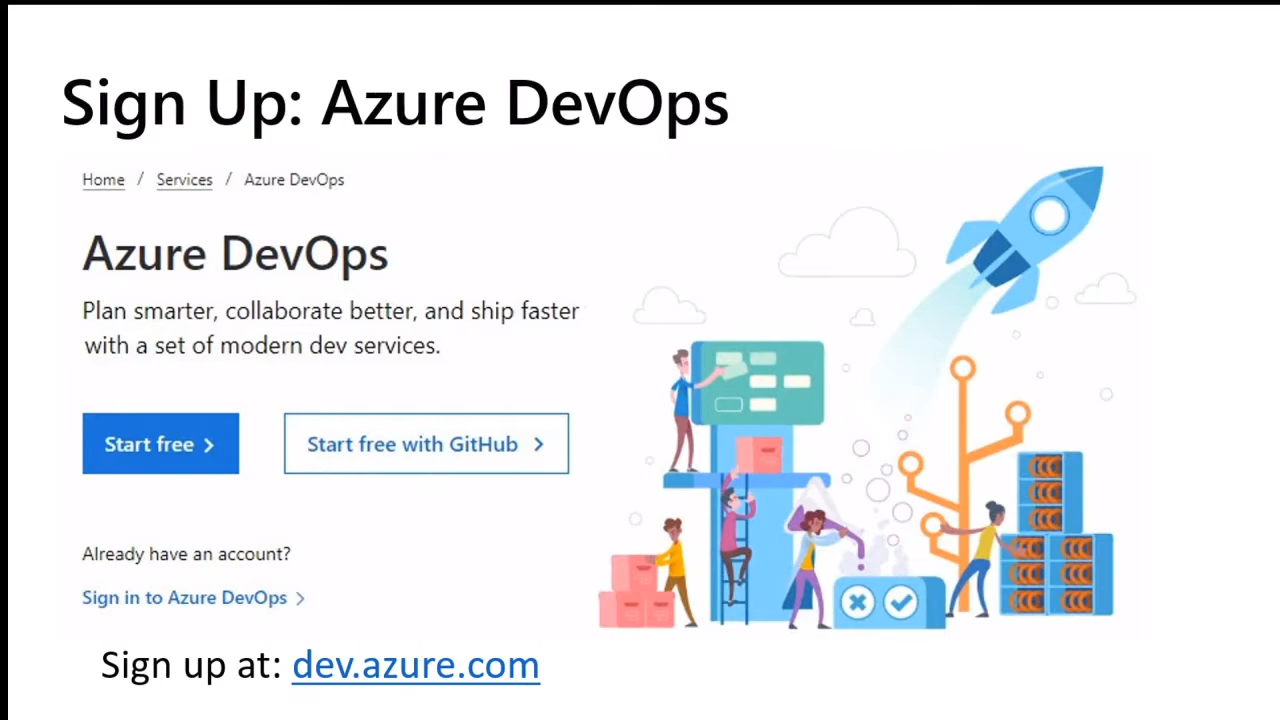 Sign Up: Azure DevOps
Home / Services / Azure DevOps
Azure DevOps
Plan smarter, collaborate better, and ship faster
with a set of modern dev services.
Start free >
Start free with GitHub >
Already have an account?
Sign in to Azure DevOps >
Sign up at: dev.azure.com